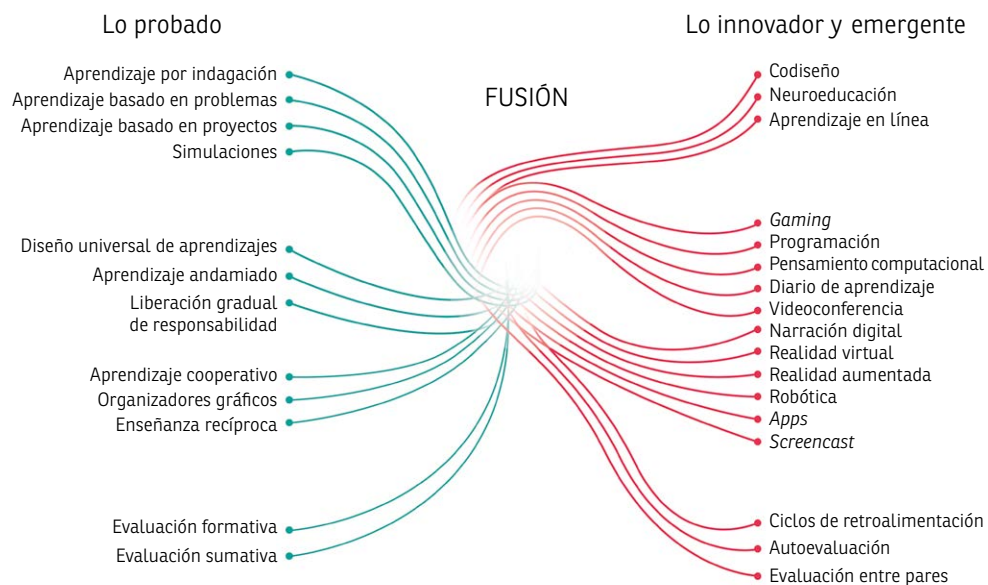 Lo probado
Aprendizaje por indagación
Aprendizaje basado en problemas
Aprendizaje basado en proyectos
Simulaciones
Diseño universal de aprendizajes
Aprendizaje andamiado
Liberación gradual
de responsabilidad
Aprendizaje cooperativo
Organizadores gráficos
Enseñanza recíproca
Evaluación formativa
Evaluación sumativa
FUSIÓN
Lo innovador y emergente
Codiseño
Neuroeducación
Aprendizaje en línea
Gaming
Programación
Pensamiento computacional
Diario de aprendizaje
Videoconferencia
Narración digital
Realidad virtual
Realidad aumentada
Robótica
Apps
Screencast
Ciclos de retroalimentación
Autoevaluación
Evaluación entre pares